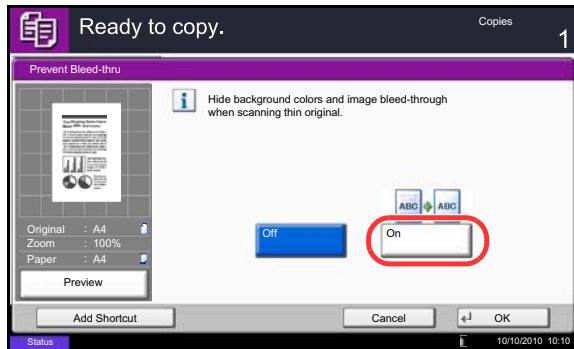 Ready to copy.
Copies
1
Prevent Bleed-thru
Hide background colors and image bleed-through
when scanning thin original.
ABC ABC
Off
On
Original : A4
Zoom : 100%
Paper : A4
Preview
Add Shortcut
Cancel
OK
Status
10/10/2010 10:10